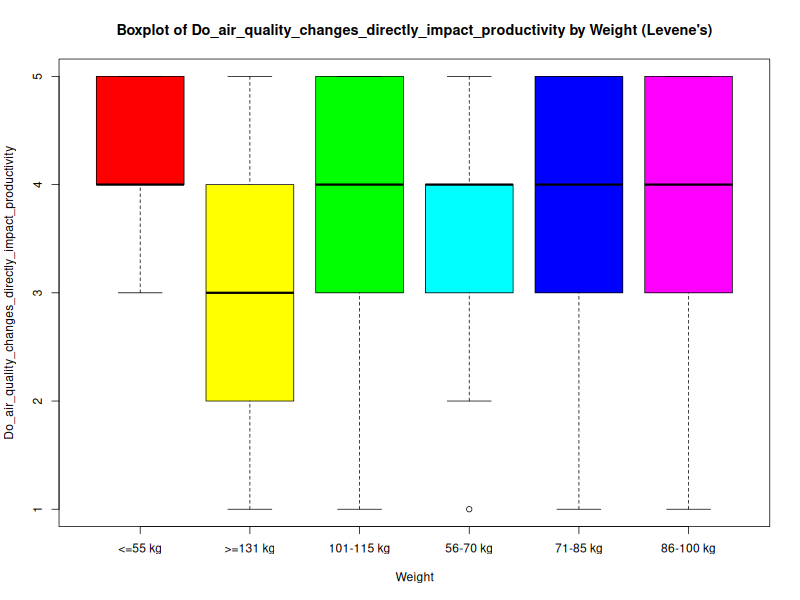 Boxplot of Do_air_quality_changes_directly_impact_productivity by Weight (Levene's)
Do_air_quality_changes_directly_impact_productivity
5
4
3
2
1
<=55 kg >=131 kg 101-115 kg 56-70 kg 71-85 kg 86-100 kg
Weight